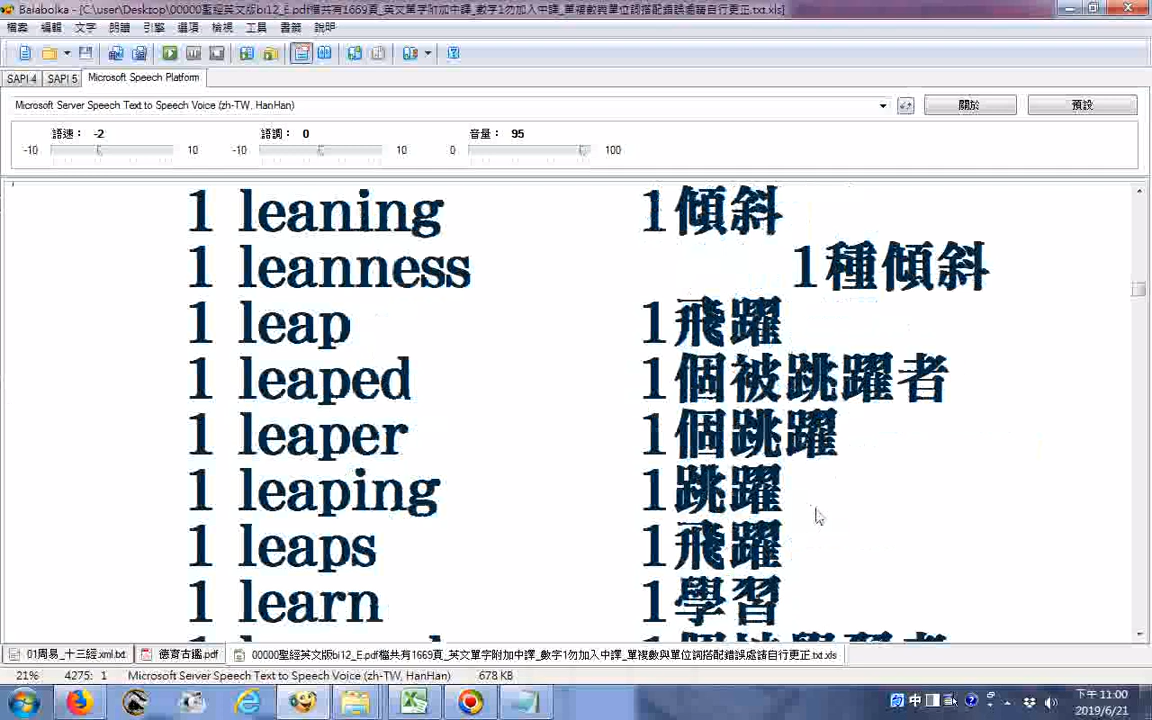 Balabolka - [C:\user\Desktop\00000聖經英文版bi12_E.pdf檔共有1669頁_英文單字附加中譯_數字1勿加入中譯_單複數與單位詞搭配錯誤處請自行更正.txt.xls]
檔案 編輯 文字 朗讀 引擎 選項 檢視 工具 書籤 說明
SAPI 4 SAPI 5 Microsoft Speech Platform
Microsoft Server Speech Text to Speech Voice (zh-TW, HanHan) 關於 預設
語速： -2 語調： 0 音量： 95
-10 10 -10 10 0 100
1 leaning 1傾斜
1 leanness 1種傾斜
1 leap 1飛躍
1 leaped 1個被跳躍者
1 leaper 1個跳躍
1 leaping 1跳躍
1 leaps 1飛躍
1 learn 1學習
01周易_十三經.xml.txt 德育古鑑.pdf 00000聖經英文版bi12_E.pdf檔共有1669頁_英文單字附加中譯_數字1勿加入中譯_單複數與單位詞搭配錯誤處請自行更正.txt.xls
21% 4275: 1 Microsoft Server Speech Text to Speech Voice (zh-TW, HanHan) 678 KB
中 下午 11:00
2019/6/21